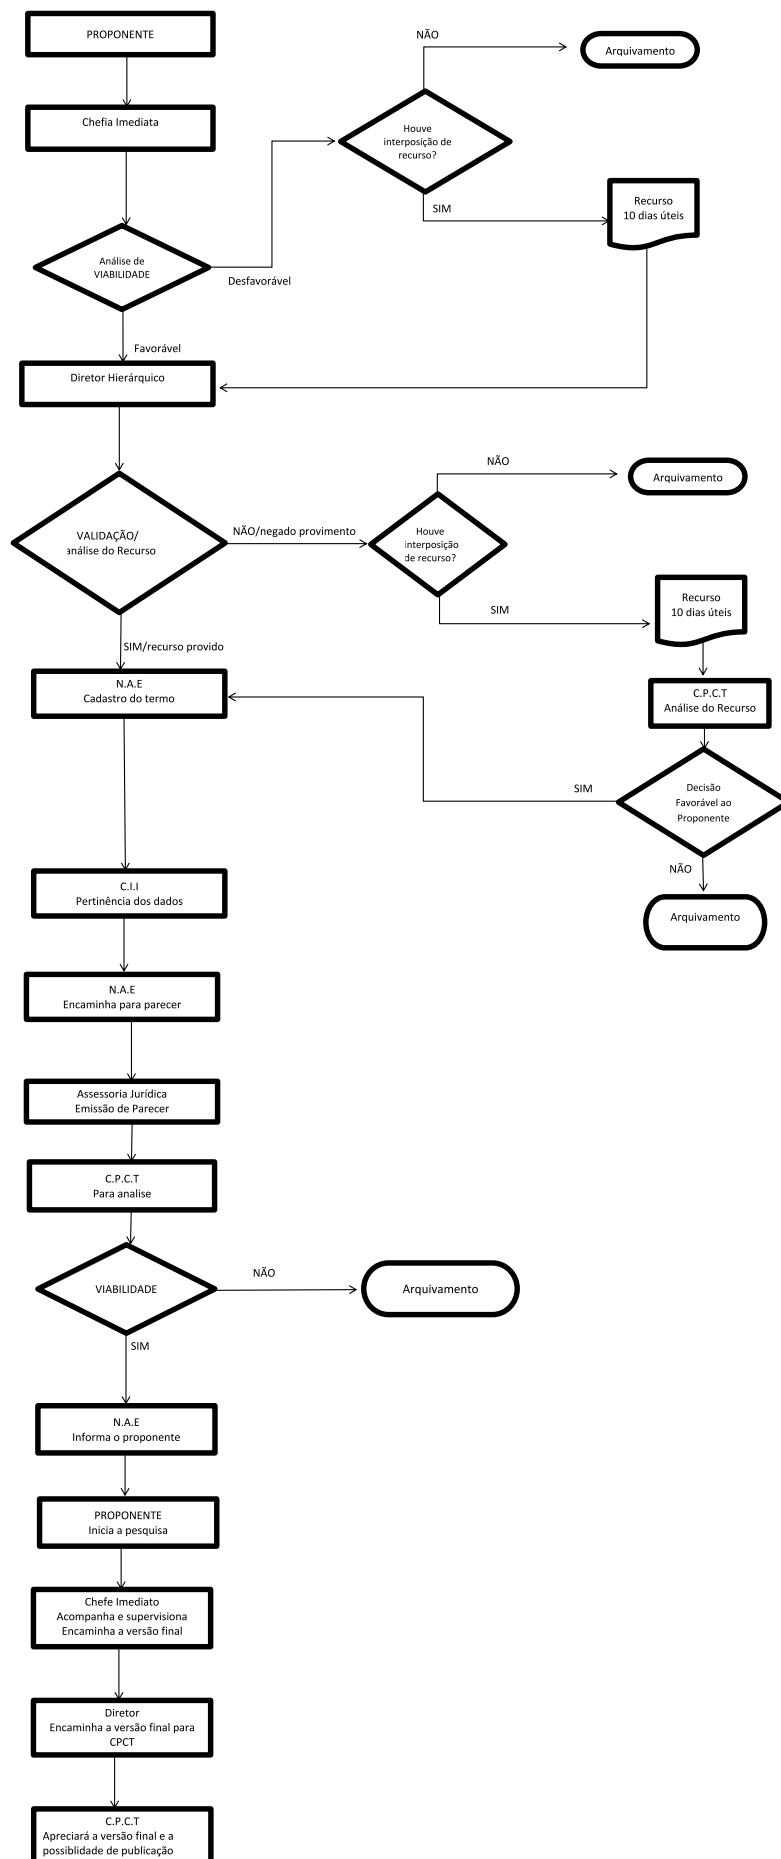 PROPONENTE
NÃO
Arquivamento
Chefia Imediata
Houve
interposição de
recurso?
SIM
Recurso
10 dias úteis
Análise de
VIABILIDADE
Desfavorável
Favorável
Diretor Hierárquico
NÃO
Arquivamento
VALIDAÇÃO/
análise do Recurso
NÃO/negado provimento
Houve
interposição
de recurso?
SIM
Recurso
10 dias úteis
SIM/recurso provido
N.A.E
Cadastro do termo
C.P.C.T
Análise do Recurso
SIM
Decisão
Favorável ao
Proponente
NÃO
Arquivamento
C.I.I
Pertinência dos dados
N.A.E
Encaminha para parecer
Assessoria Jurídica
Emissão de Parecer
C.P.C.T
Para analise
VIABILIDADE
NÃO
Arquivamento
SIM
N.A.E
Informa o proponente
PROPONENTE
Inicia a pesquisa
Chefe Imediato
Acompanha e supervisiona
Encaminha a versão final
Diretor
Encaminha a versão final para
CPCT
C.P.C.T
Apreciará a versão final e a
possiblidade de publicação